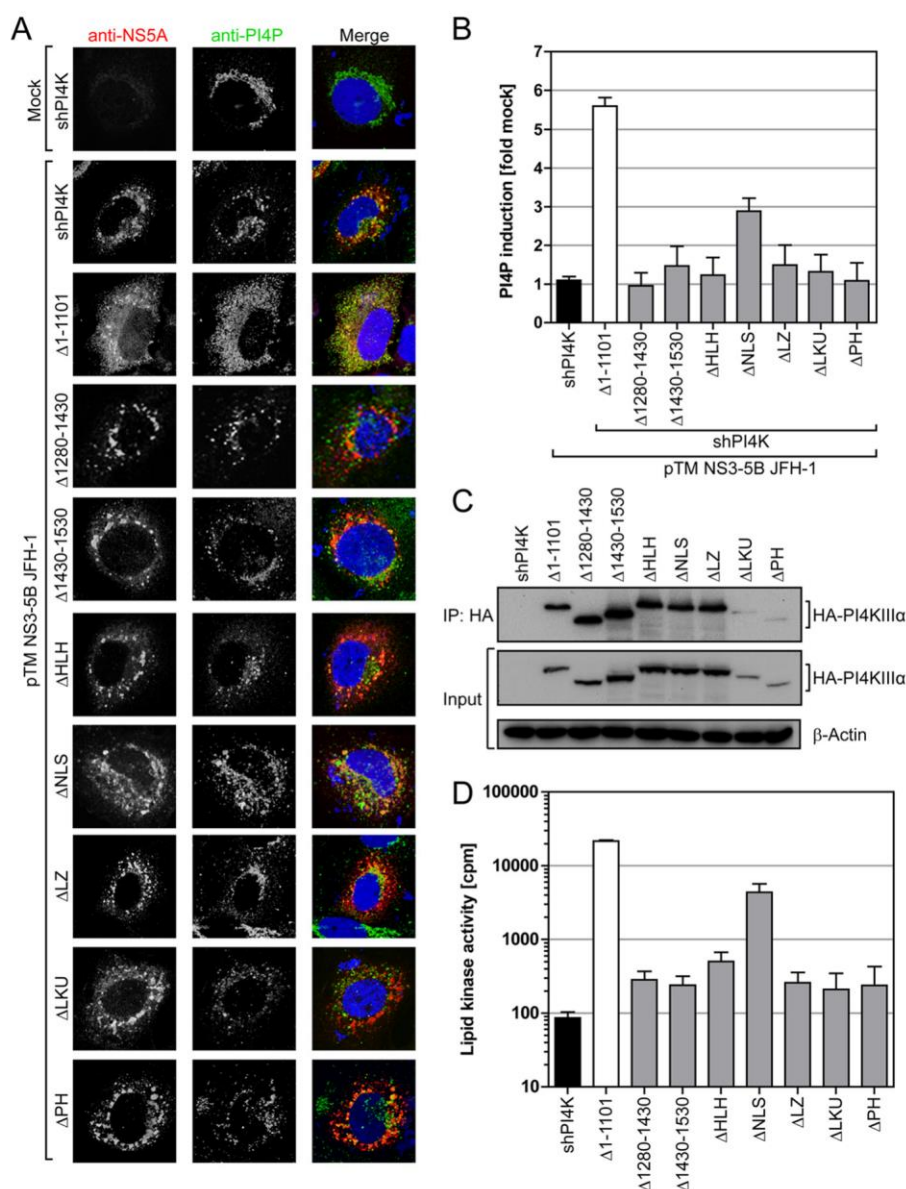 A
anti-NS5A anti-PI4P Merge
Mock
shPI4K
pTM NS3-5B JFH-1
shPI4K
Δ1-1101
Δ1280-1430
Δ1430-1530
ΔHLH
ΔNLS
ΔLZ
ΔLKU
ΔPH
B
PI4P induction [fold mock]
7
6
5
4
3
2
1
0
shPI4K Δ1-1101 Δ1280-1430 Δ1430-1530 ΔHLH ΔNLS ΔLZ ΔLKU ΔPH
shPI4K
pTM NS3-5B JFH-1
C
shPI4K Δ1-1101 Δ1280-1430 Δ1430-1530 ΔHLH ΔNLS ΔLZ ΔLKU ΔPH
IP: HA HA-PI4KIIIα
Input HA-PI4KIIIα
β-Actin
D
Lipid kinase activity [cpm]
100000
10000
1000
100
10
shPI4K Δ1-1101 Δ1280-1430 Δ1430-1530 ΔHLH ΔNLS ΔLZ ΔLKU ΔPH